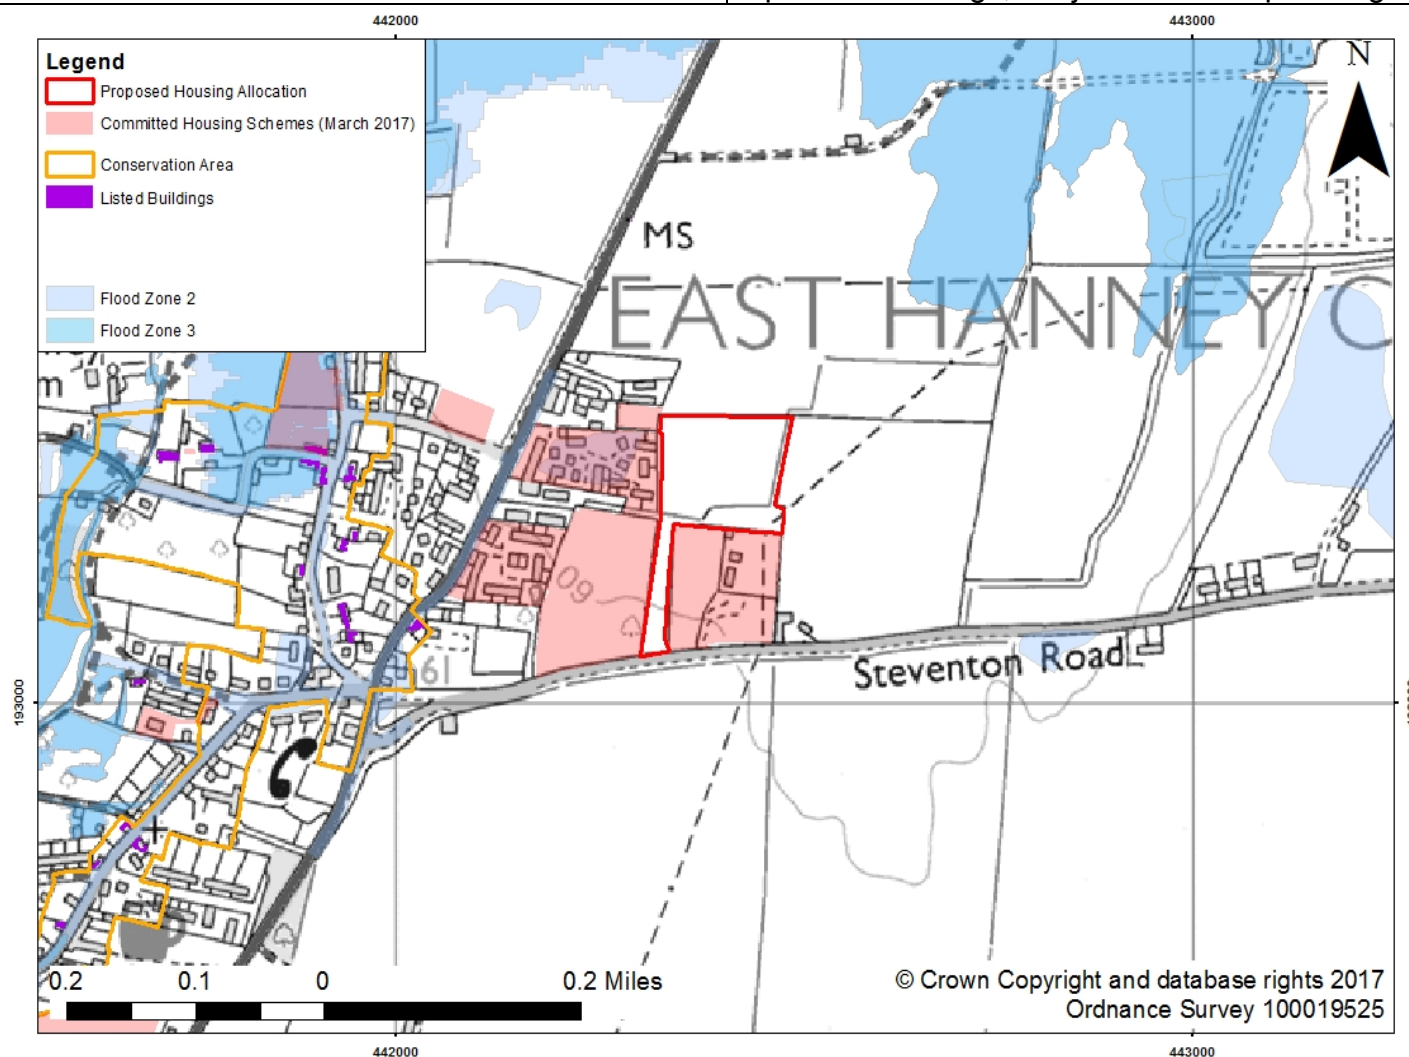 442000
443000
Legend
Proposed Housing Allocation
Committed Housing Schemes (March 2017)
Conservation Area
Listed Buildings
Flood Zone 2
Flood Zone 3
N
MS
EAST HANNEY C
m
60
61
Steventon Road
193000
0.2 0.1 0 0.2 Miles
© Crown Copyright and database rights 2017
Ordnance Survey 100019525
442000
443000